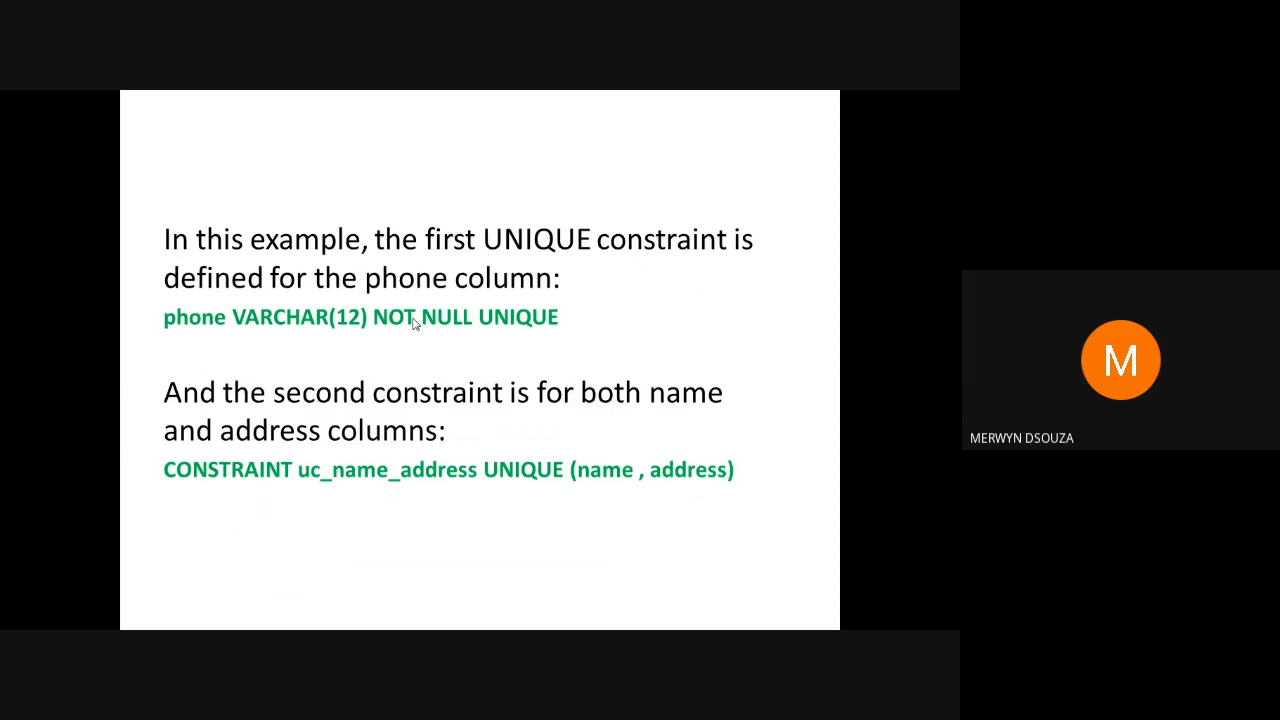 In this example, the first UNIQUE constraint is
defined for the phone column:
phone VARCHAR(12) NOT NULL UNIQUE
And the second constraint is for both name
and address columns:
CONSTRAINT uc_name_address UNIQUE (name , address)
M
MERWYN DSOUZA